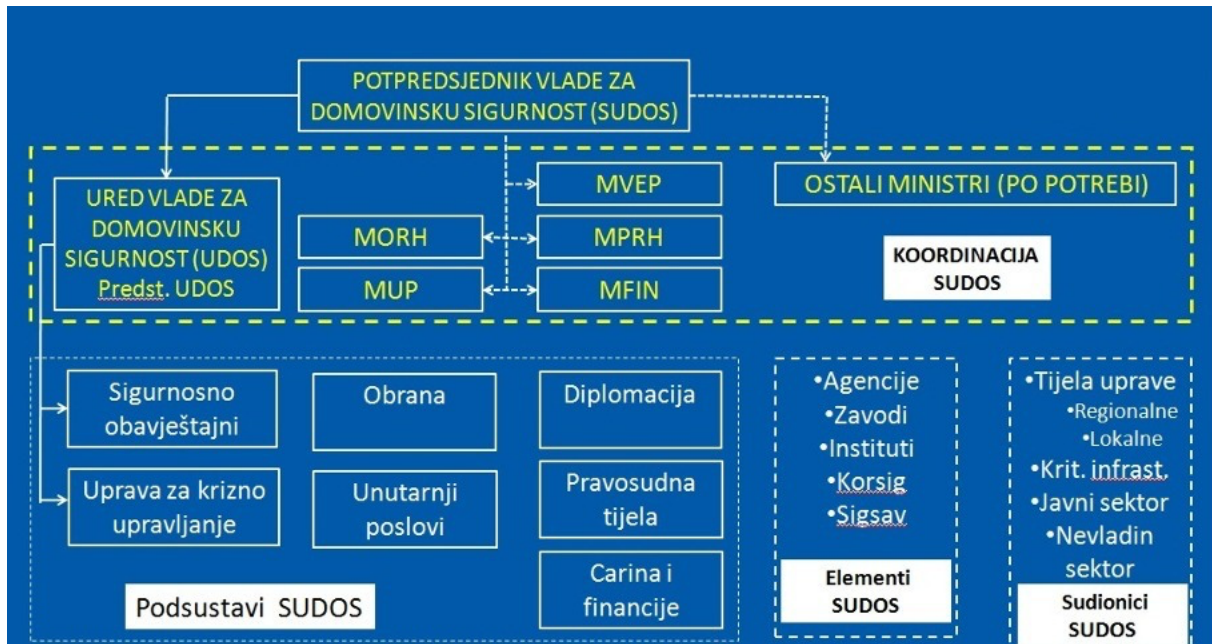 POTPREDSJEDNIK VLADE ZA
DOMOVINSKU SIGURNOST (SUDOS)
URED VLADE ZA
DOMOVINSKU
SIGURNOST (UDOS)
Predst. UDOS
MORH
MUP
MVEP
MPRH
MFIN
OSTALI MINISTRI (PO POTREBI)
KOORDINACIJA
SUDOS
Sigurnosno
obavještajni
Uprava za krizno
upravljanje
Obrana
Unutarnji
poslovi
Diplomacija
Pravosudna
tijela
Carina i
financije
Podsustavi SUDOS
•Agencije
•Zavodi
•Instituti
•Korsig
•Sigsav
Elementi
SUDOS
•Tijela uprave
•Regionalne
•Lokalne
•Krit. infrast.
•Javni sektor
•Nevladin
sektor
Sudionici
SUDOS